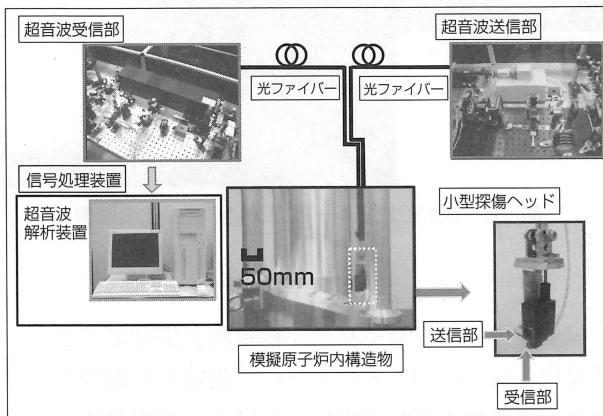 超音波受信部
超音波送信部
光ファイバー
光ファイバー
信号処理装置
超音波
解析装置
50mm
小型探傷ヘッド
送信部
模擬原子炉内構造物
受信部